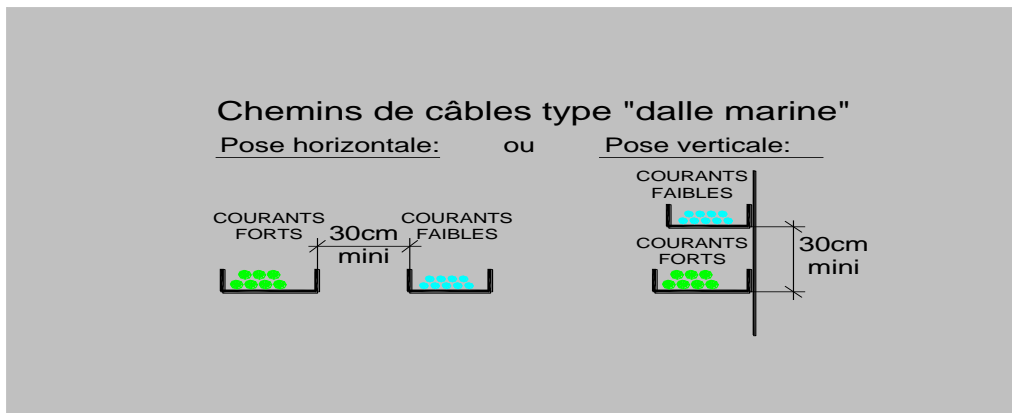 Chemins de câbles type "dalle marine"
Pose horizontale: ou Pose verticale:
COURANTS
FORTS
30cm
mini
COURANTS
FAIBLES
COURANTS
FAIBLES
COURANTS
FORTS
30cm
mini